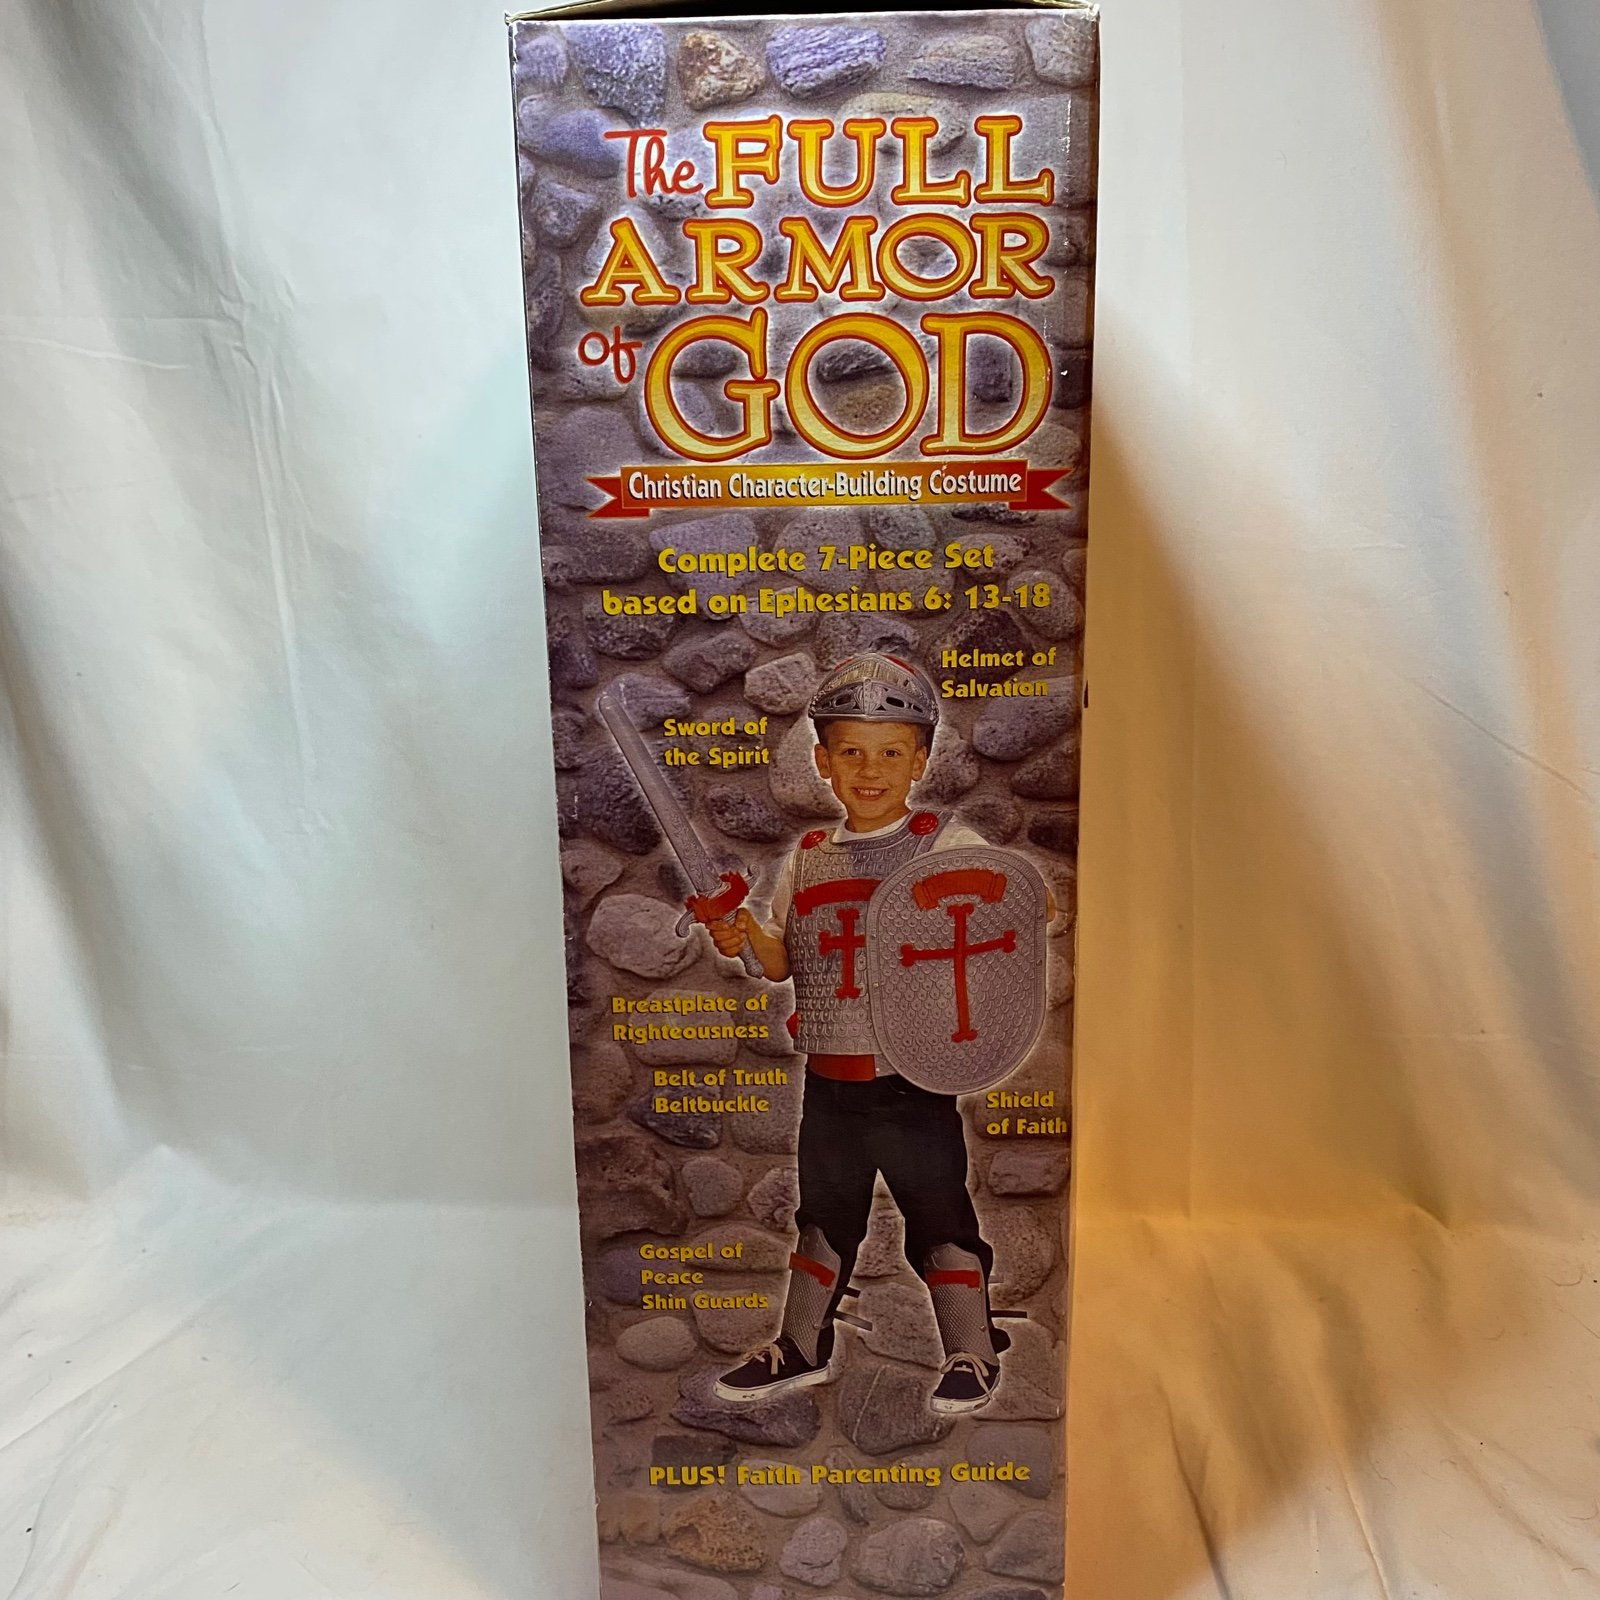 The FULL
ARMOR
of GOD
Christian Character-Building Costume
Complete 7-Piece Set
based on Ephesians 6: 13-18
Helmet of
Salvation
Sword of
the Spirit
Breastplate of
Righteousness
Belt of Truth
Beltbuckle
Shield
of Faith
Gospel of
Peace
Shin Guards
PLUS! Faith Parenting Guide